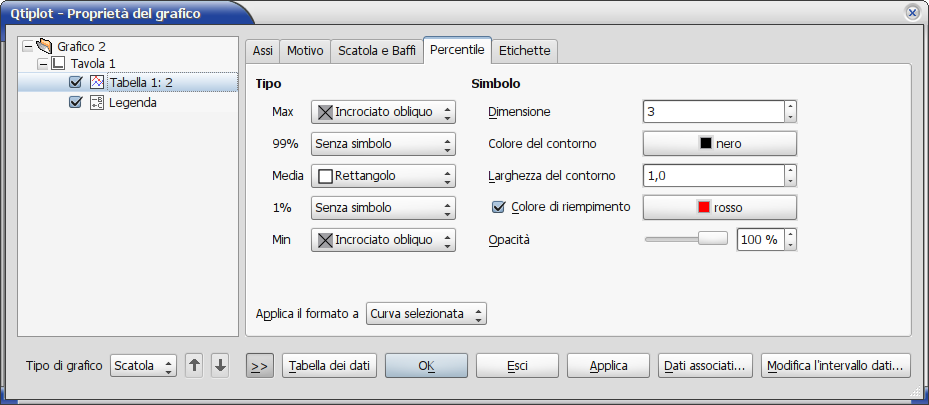 Qtiplot - Proprietà del grafico
Grafico 2
Tavola 1
Tabella 1: 2
Legenda
Assi
Motivo
Scatola e Baffi
Percentile
Etichette
Tipo
Max
Incrociato obliquo
99%
Senza simbolo
Media
Rettangolo
1%
Senza simbolo
Min
Incrociato obliquo
Simbolo
Dimensione
3
Colore del contorno
nero
Larghezza del contorno
1,0
Colore di riempimento
rosso
Opacità
100 %
Applica il formato a
Curva selezionata
Tipo di grafico
Scatola
>>
Tabella dei dati
OK
Esci
Applica
Dati associati...
Modifica l'intervallo dati...